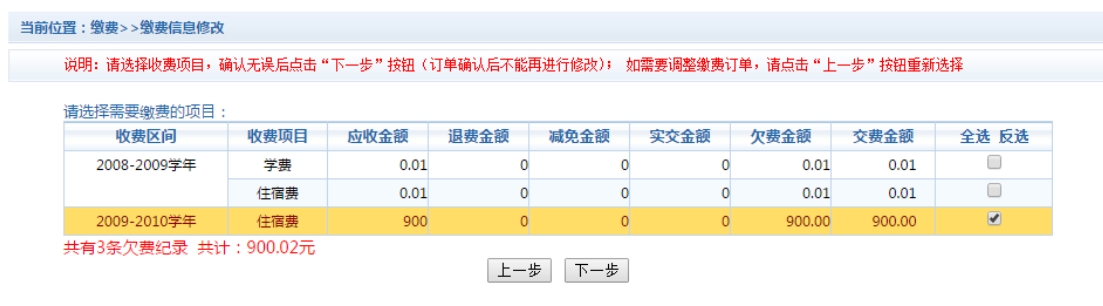 当前位置：缴费>>缴费信息修改
说明：请选择收费项目，确认无误后点击“下一步”按钮（订单确认后不能再进行修改）； 如需要调整缴费订单，请点击“上一步”按钮重新选择
请选择需要缴费的项目：
收费区间 收费项目 应收金额 退费金额 减免金额 实交金额 欠费金额 交费金额 全选 反选
2008-2009学年 学费 0.01 0 0 0 0.01 0.01
住宿费 0.01 0 0 0 0.01 0.01
2009-2010学年 住宿费 900 0 0 0 900.00 900.00
共有3条欠费纪录 共计：900.02元
上一步 下一步